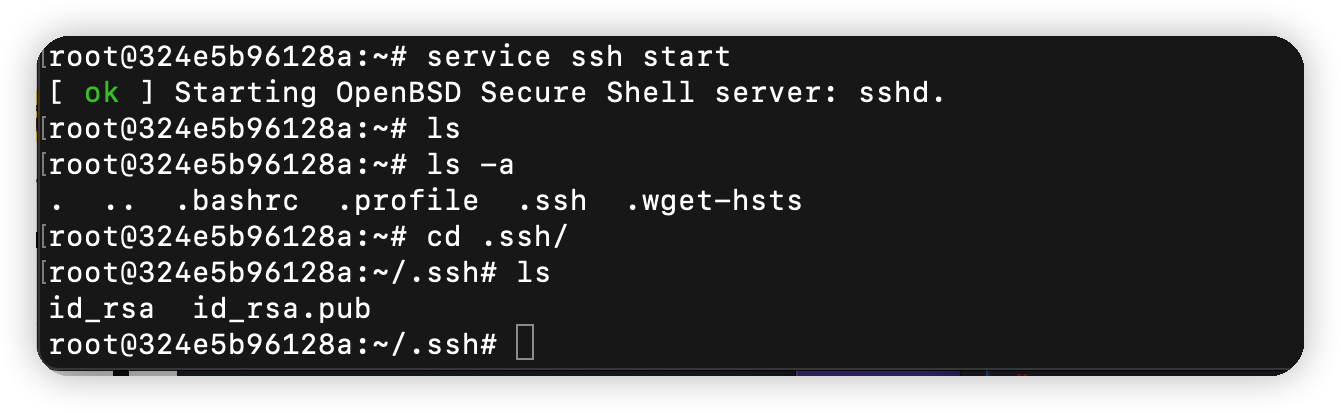 root@324e5b96128a:~# service ssh start
[ ok ] Starting OpenBSD Secure Shell server: sshd.
root@324e5b96128a:~# ls
root@324e5b96128a:~# ls -a
.  ..  .bashrc  .profile  .ssh  .wget-hsts
root@324e5b96128a:~# cd .ssh/
root@324e5b96128a:~/.ssh# ls
id_rsa  id_rsa.pub
root@324e5b96128a:~/.ssh#